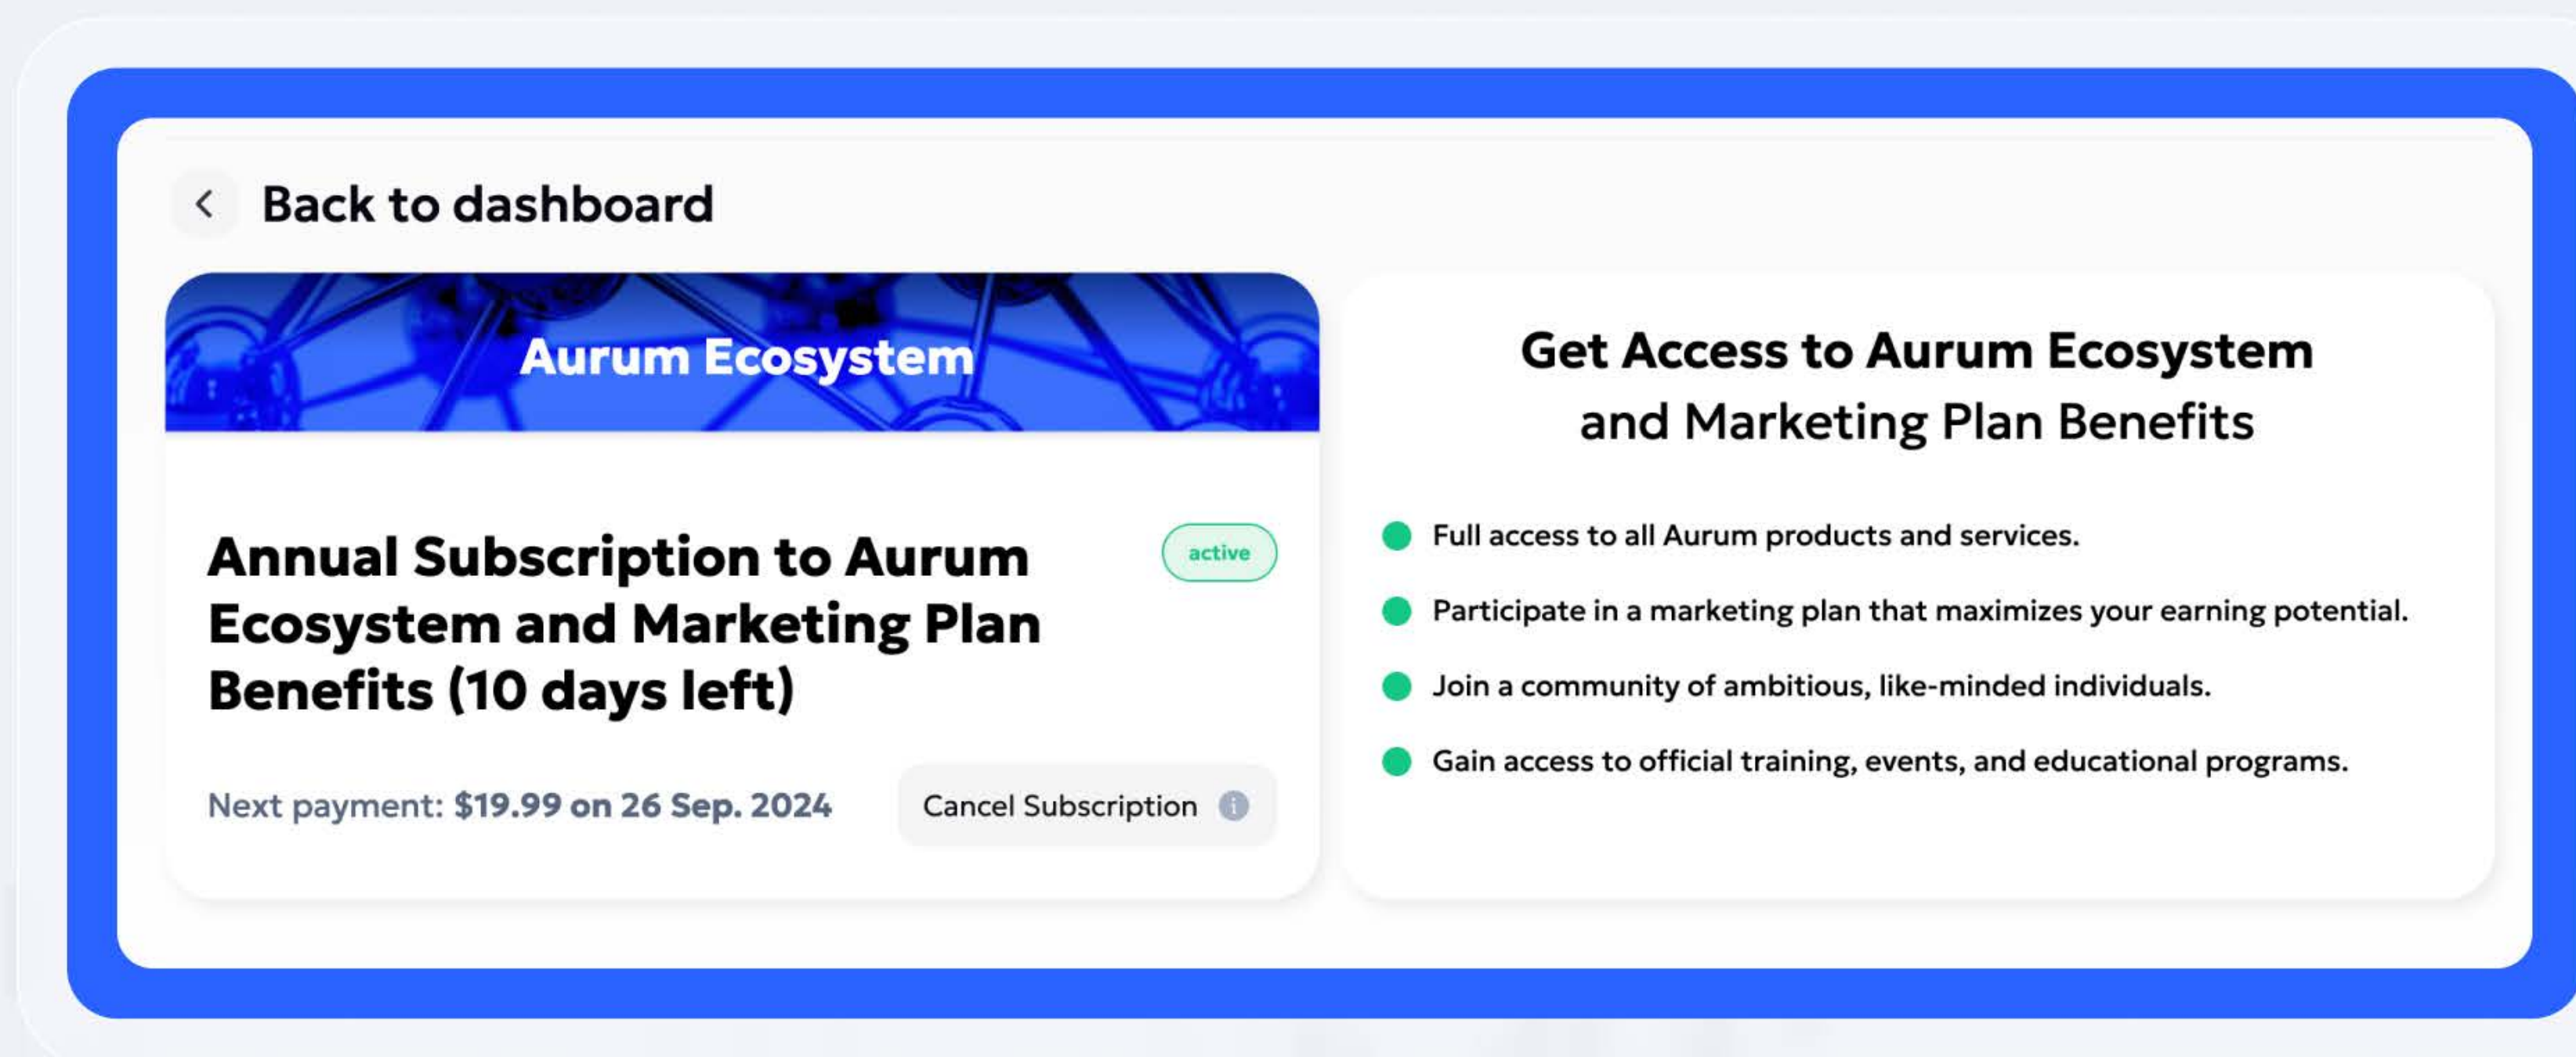 Back to dashboard
Aurum Ecosystem
Annual Subscription to Aurum
Ecosystem and Marketing Plan
Benefits (10 days left)
active
Next payment: $19.99 on 26 Sep. 2024
Cancel Subscription
Get Access to Aurum Ecosystem
and Marketing Plan Benefits
Full access to all Aurum products and services.
Participate in a marketing plan that maximizes your earning potential.
Join a community of ambitious, like-minded individuals.
Gain access to official training, events, and educational programs.